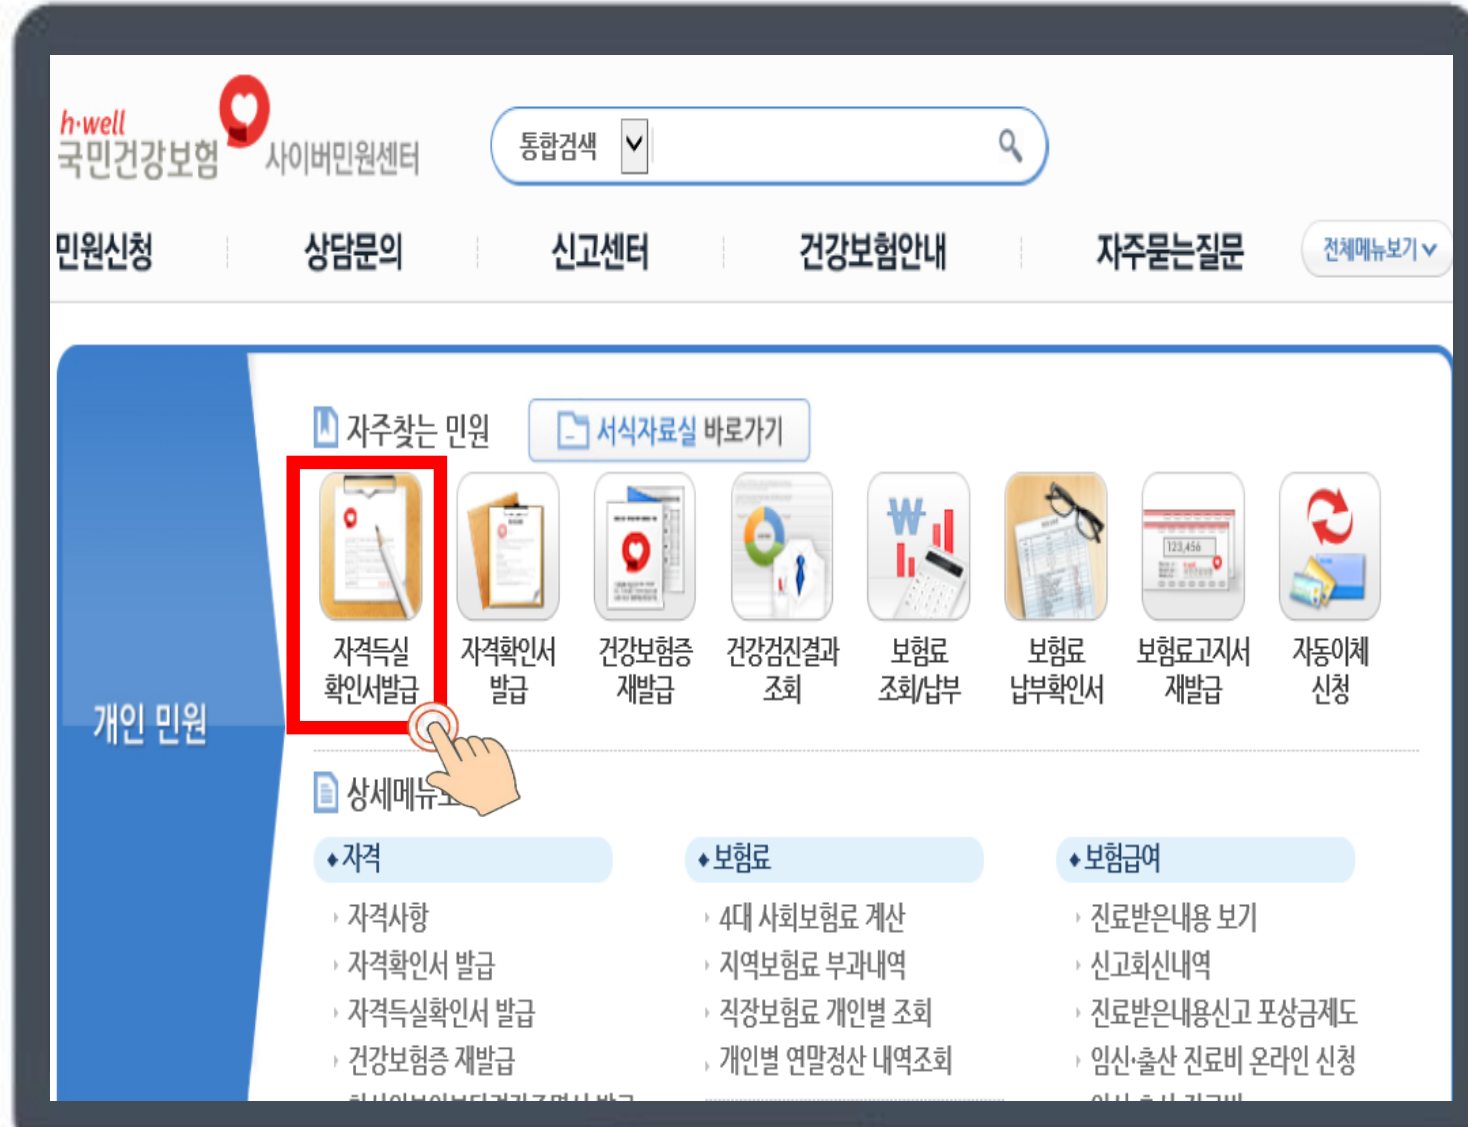 h·well
국민건강보험 사이버민원센터
통합검색
민원신청 상담문의 신고센터 건강보험안내 자주묻는질문 전체메뉴보기
자주찾는 민원 서식자료실 바로가기
123,456
자격득실 자격확인서 건강보험증 건강검진결과 보험료 보험료 보험료고지서 자동이체
확인서발급 발급 재발급 조회 조회/납부 납부확인서 재발급 신청
개인 민원
상세메뉴
자격 보험료 보험급여
자격사항 4대 사회보험료 계산 진료받은내용 보기
자격확인서 발급 지역보험료 부과내역 신고회신내역
자격득실확인서 발급 직장보험료 개인별 조회 진료받은내용신고 포상금제도
건강보험증 재발급 개인별 연말정산 내역조회 임신·출산 진료비 온라인 신청